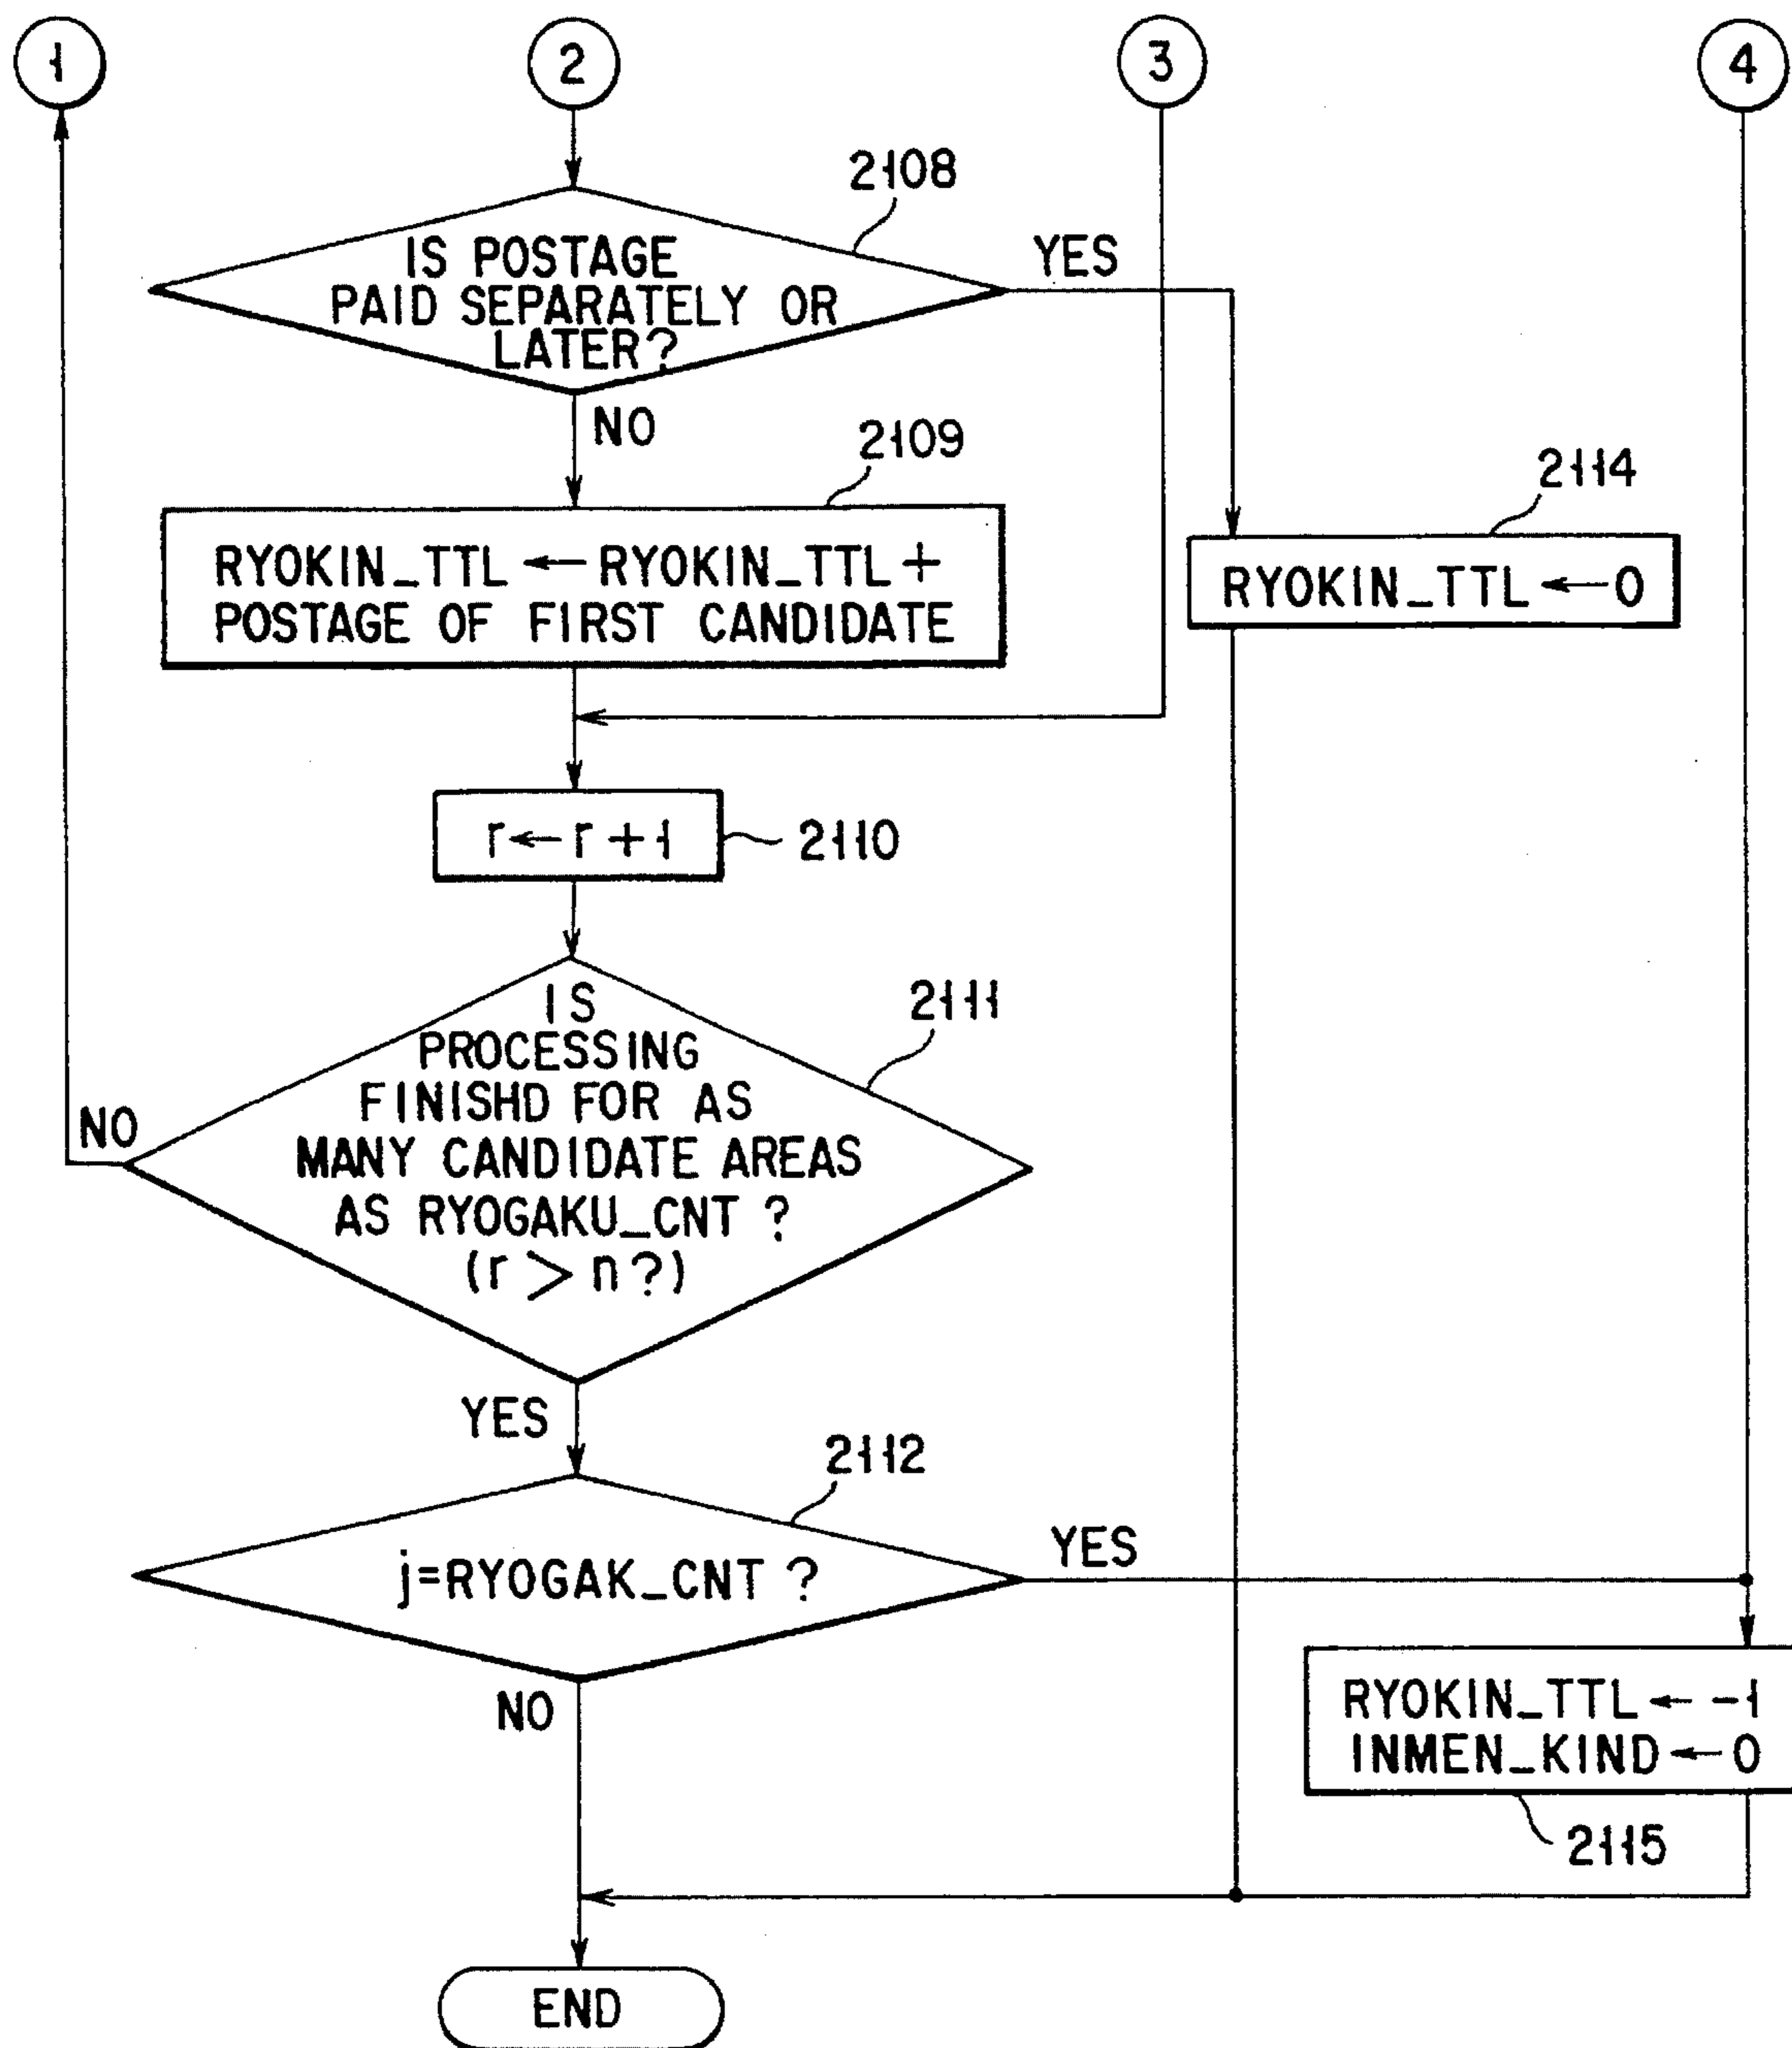 1
2
3
4
2108
IS POSTAGE
PAID SEPARATELY OR
LATER?
YES
NO
2109
RYOKIN_TTL ← RYOKIN_TTL +
POSTAGE OF FIRST CANDIDATE
2114
RYOKIN_TTL ← 0
r ← r + 1
2110
IS
PROCESSING
FINISHD FOR AS
MANY CANDIDATE AREAS
AS RYOGAKU_CNT ?
(r > n ?)
2111
NO
YES
2112
j=RYOGAK_CNT ?
YES
NO
RYOKIN_TTL ← -1
INMEN_KIND ← 0
2115
END